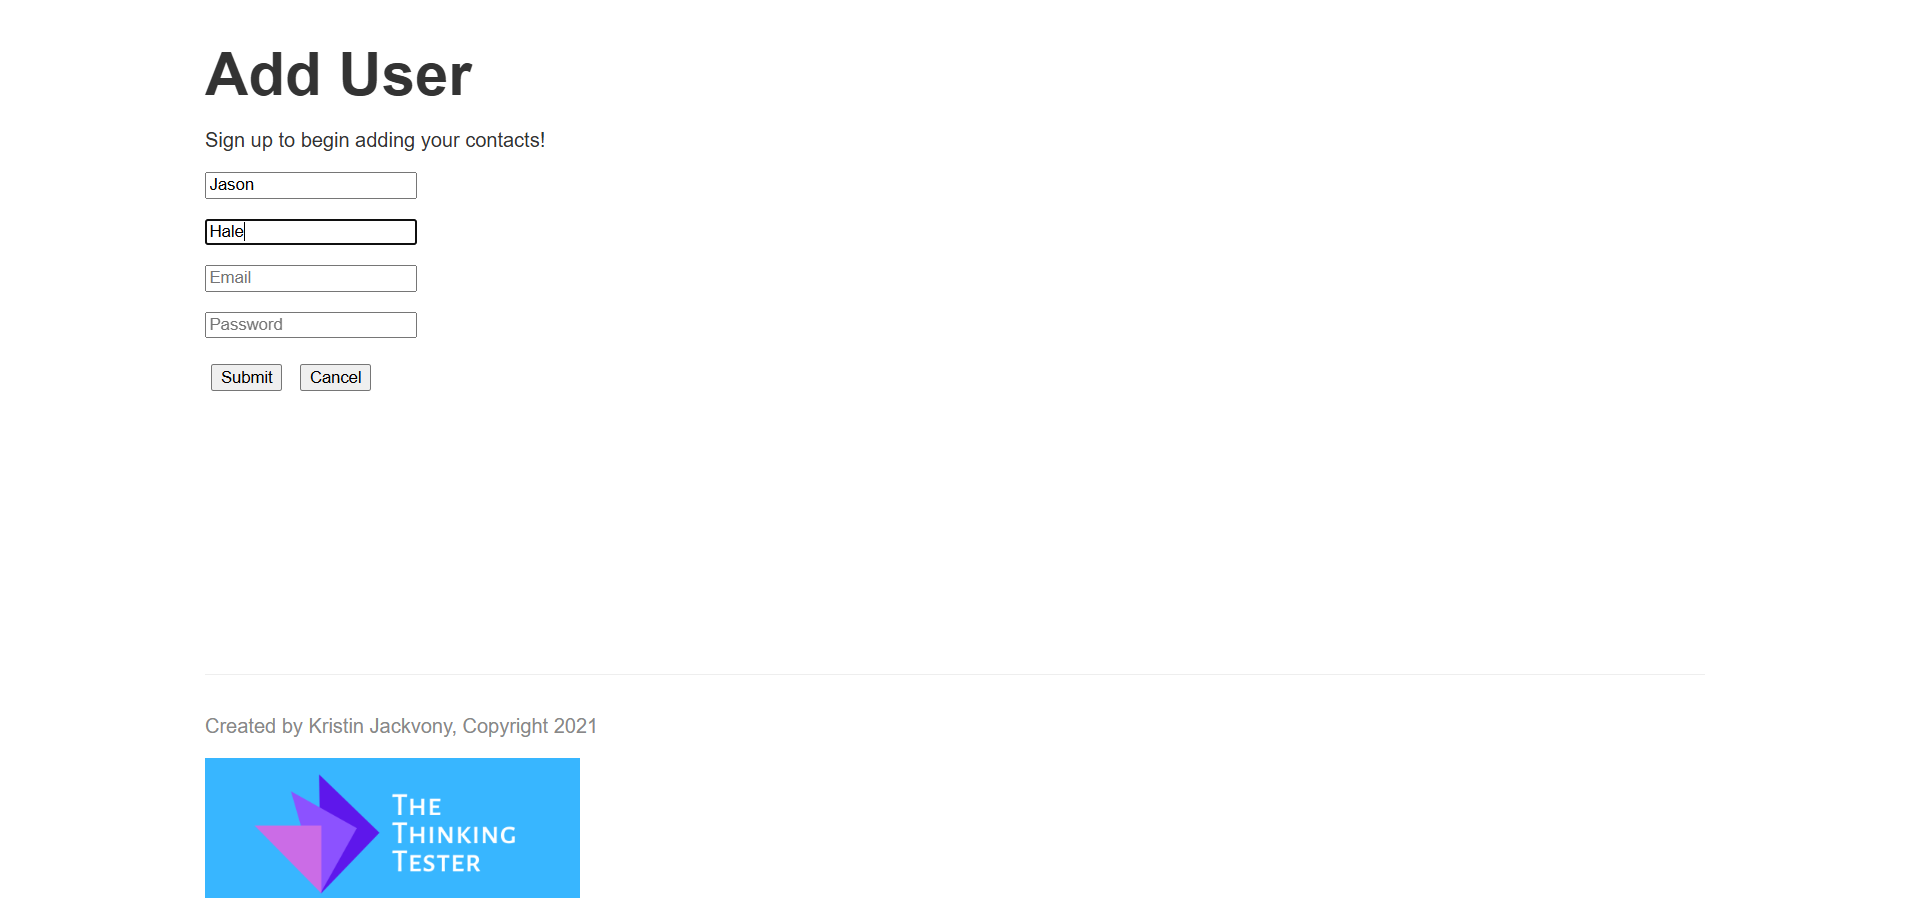 Add User
Sign up to begin adding your contacts!
Jason
Hale
Email
Password
Submit Cancel
Created by Kristin Jackvony, Copyright 2021
THE
THINKING
TESTER